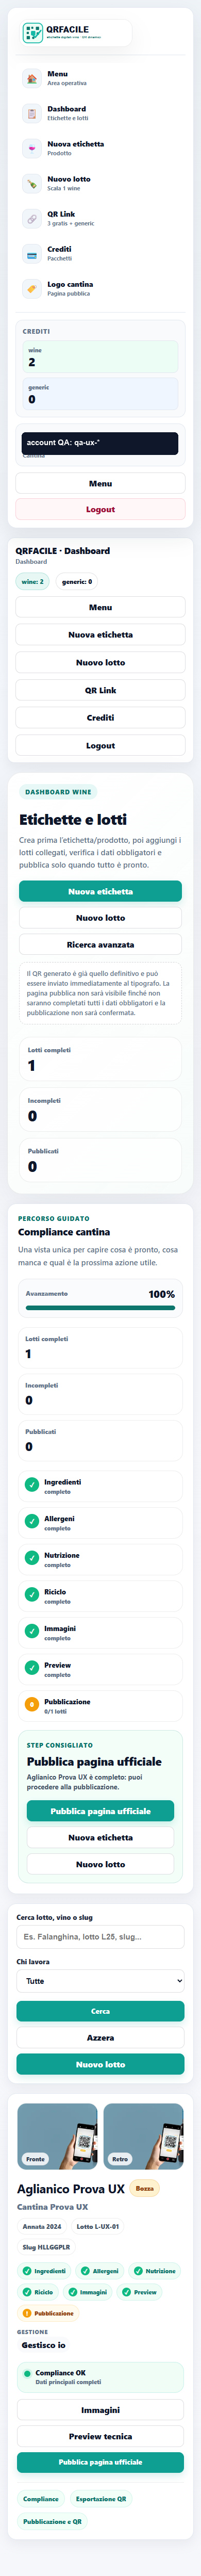 QRFACILE
Menu
Area operativa
Dashboard
Etichette e lotti
Nuova etichetta
Prodotto
Nuovo lotto
Scala 1 wine
QR Link
3 gratis + generic
Crediti
Pacchetti
Logo cantina
Pagina pubblica
CREDITI
wine
2
generic
0
account QA: qa-ux-*
Menu
Logout
QRFACILE · Dashboard
Dashboard
wine: 2
generic: 0
Menu
Nuova etichetta
Nuovo lotto
QR Link
Crediti
Logout
DASHBOARD WINE
Etichette e lotti
Crea prima l'etichetta/prodotto, poi aggiungi i
lotti collegati, verifica i dati obbligatori e
pubblica solo quando tutto è pronto.
Nuova etichetta
Nuovo lotto
Ricerca avanzata
Il QR generato è già quello definitivo e può
essere inviato immediatamente al tipografo. La
pagina pubblica non sarà visibile finché non
saranno completati tutti i dati obbligatori e la
pubblicazione non sarà confermata.
Lotti completi
1
Incompleti
0
Pubblicati
0
PERCORSO GUIDATO
Compliance cantina
Una vista unica per capire cosa è pronto, cosa
manca e qual è la prossima azione utile.
Avanzamento
100%
Lotti completi
1
Incompleti
0
Pubblicati
0
Ingredienti
completo
Allergeni
completo
Nutrizione
completo
Riciclo
completo
Immagini
completo
Preview
completo
Pubblicazione
0/1 lotti
STEP CONSIGLIATO
Pubblica pagina ufficiale
Aglianico Prova UX è completo: puoi
procedere alla pubblicazione.
Pubblica pagina ufficiale
Nuova etichetta
Nuovo lotto
Cerca lotto, vino o slug
Es. Falanghina, lotto L25, slug...
Chi lavora
Tutte
Cerca
Azzera
Nuovo lotto
Fronte
Retro
Aglianico Prova UX
Bozza
Cantina Prova UX
Annata 2024
Lotto L-UX-01
Slug HLLGGPLR
Ingredienti
Allergeni
Nutrizione
Riciclo
Immagini
Preview
Pubblicazione
GESTIONE
Gestisco io
Compliance OK
Dati principali completi
Immagini
Preview tecnica
Pubblica pagina ufficiale
Compliance
Esportazione QR
Pubblicazione e QR